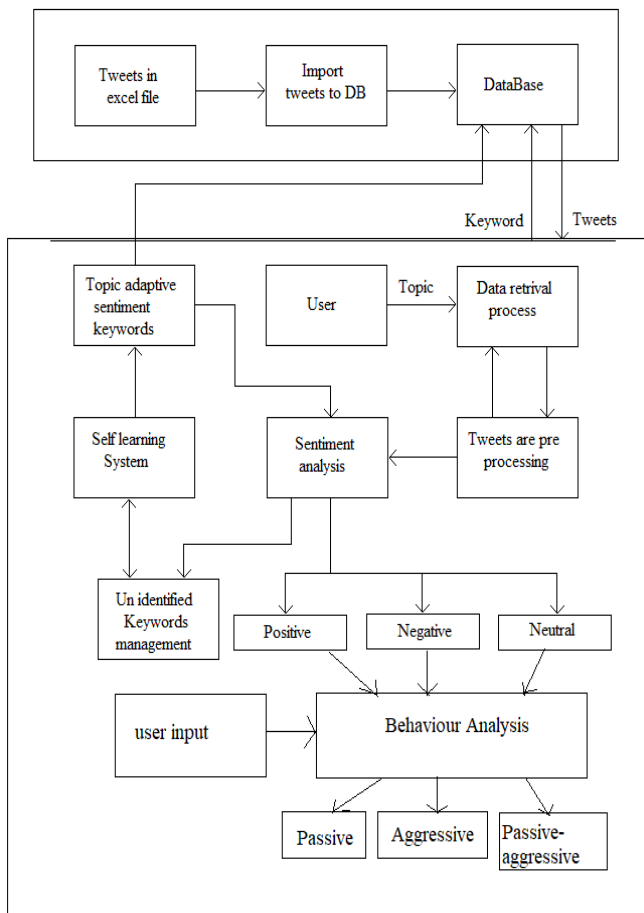 Tweets in
excel file
Import
tweets to DB
DataBase
Keyword
Tweets
Topic adaptive
sentiment
keywords
User
Topic
Data retrival
process
Self learning
System
Sentiment
analysis
Tweets are pre
processing
Un identified
Keywords
management
Positive
Negative
Neutral
user input
Behaviour Analysis
Passive
Aggressive
Passive-
aggressive